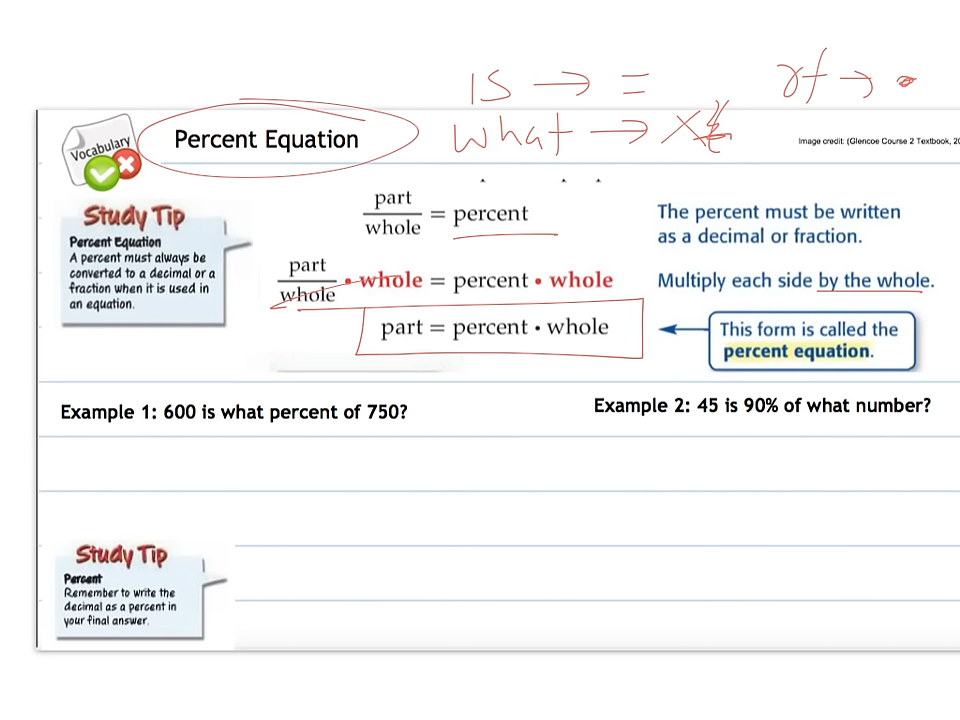 is → = of → •
what → x
Vocabulary
Percent Equation
Image credit: (Glencoe Course 2 Textbook, 20
Study Tip
Percent Equation
A percent must always be
converted to a decimal or a
fraction when it is used in
an equation.
part
whole = percent
The percent must be written
as a decimal or fraction.
part
whole • whole = percent • whole
Multiply each side by the whole.
part = percent • whole
This form is called the
percent equation.
Example 1: 600 is what percent of 750?
Example 2: 45 is 90% of what number?
Study Tip
Percent
Remember to write the
decimal as a percent in
your final answer.